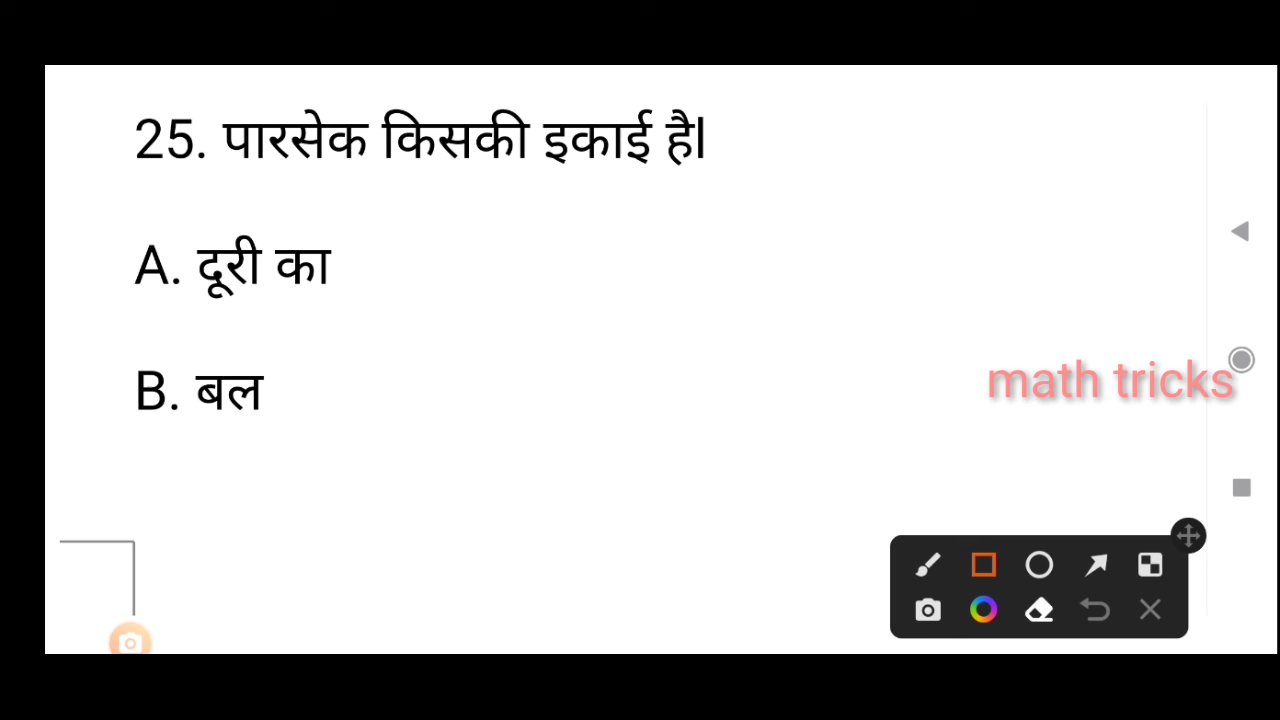 25. पारसेक किसकी इकाई है।
A. दूरी का
B. बल
math tricks